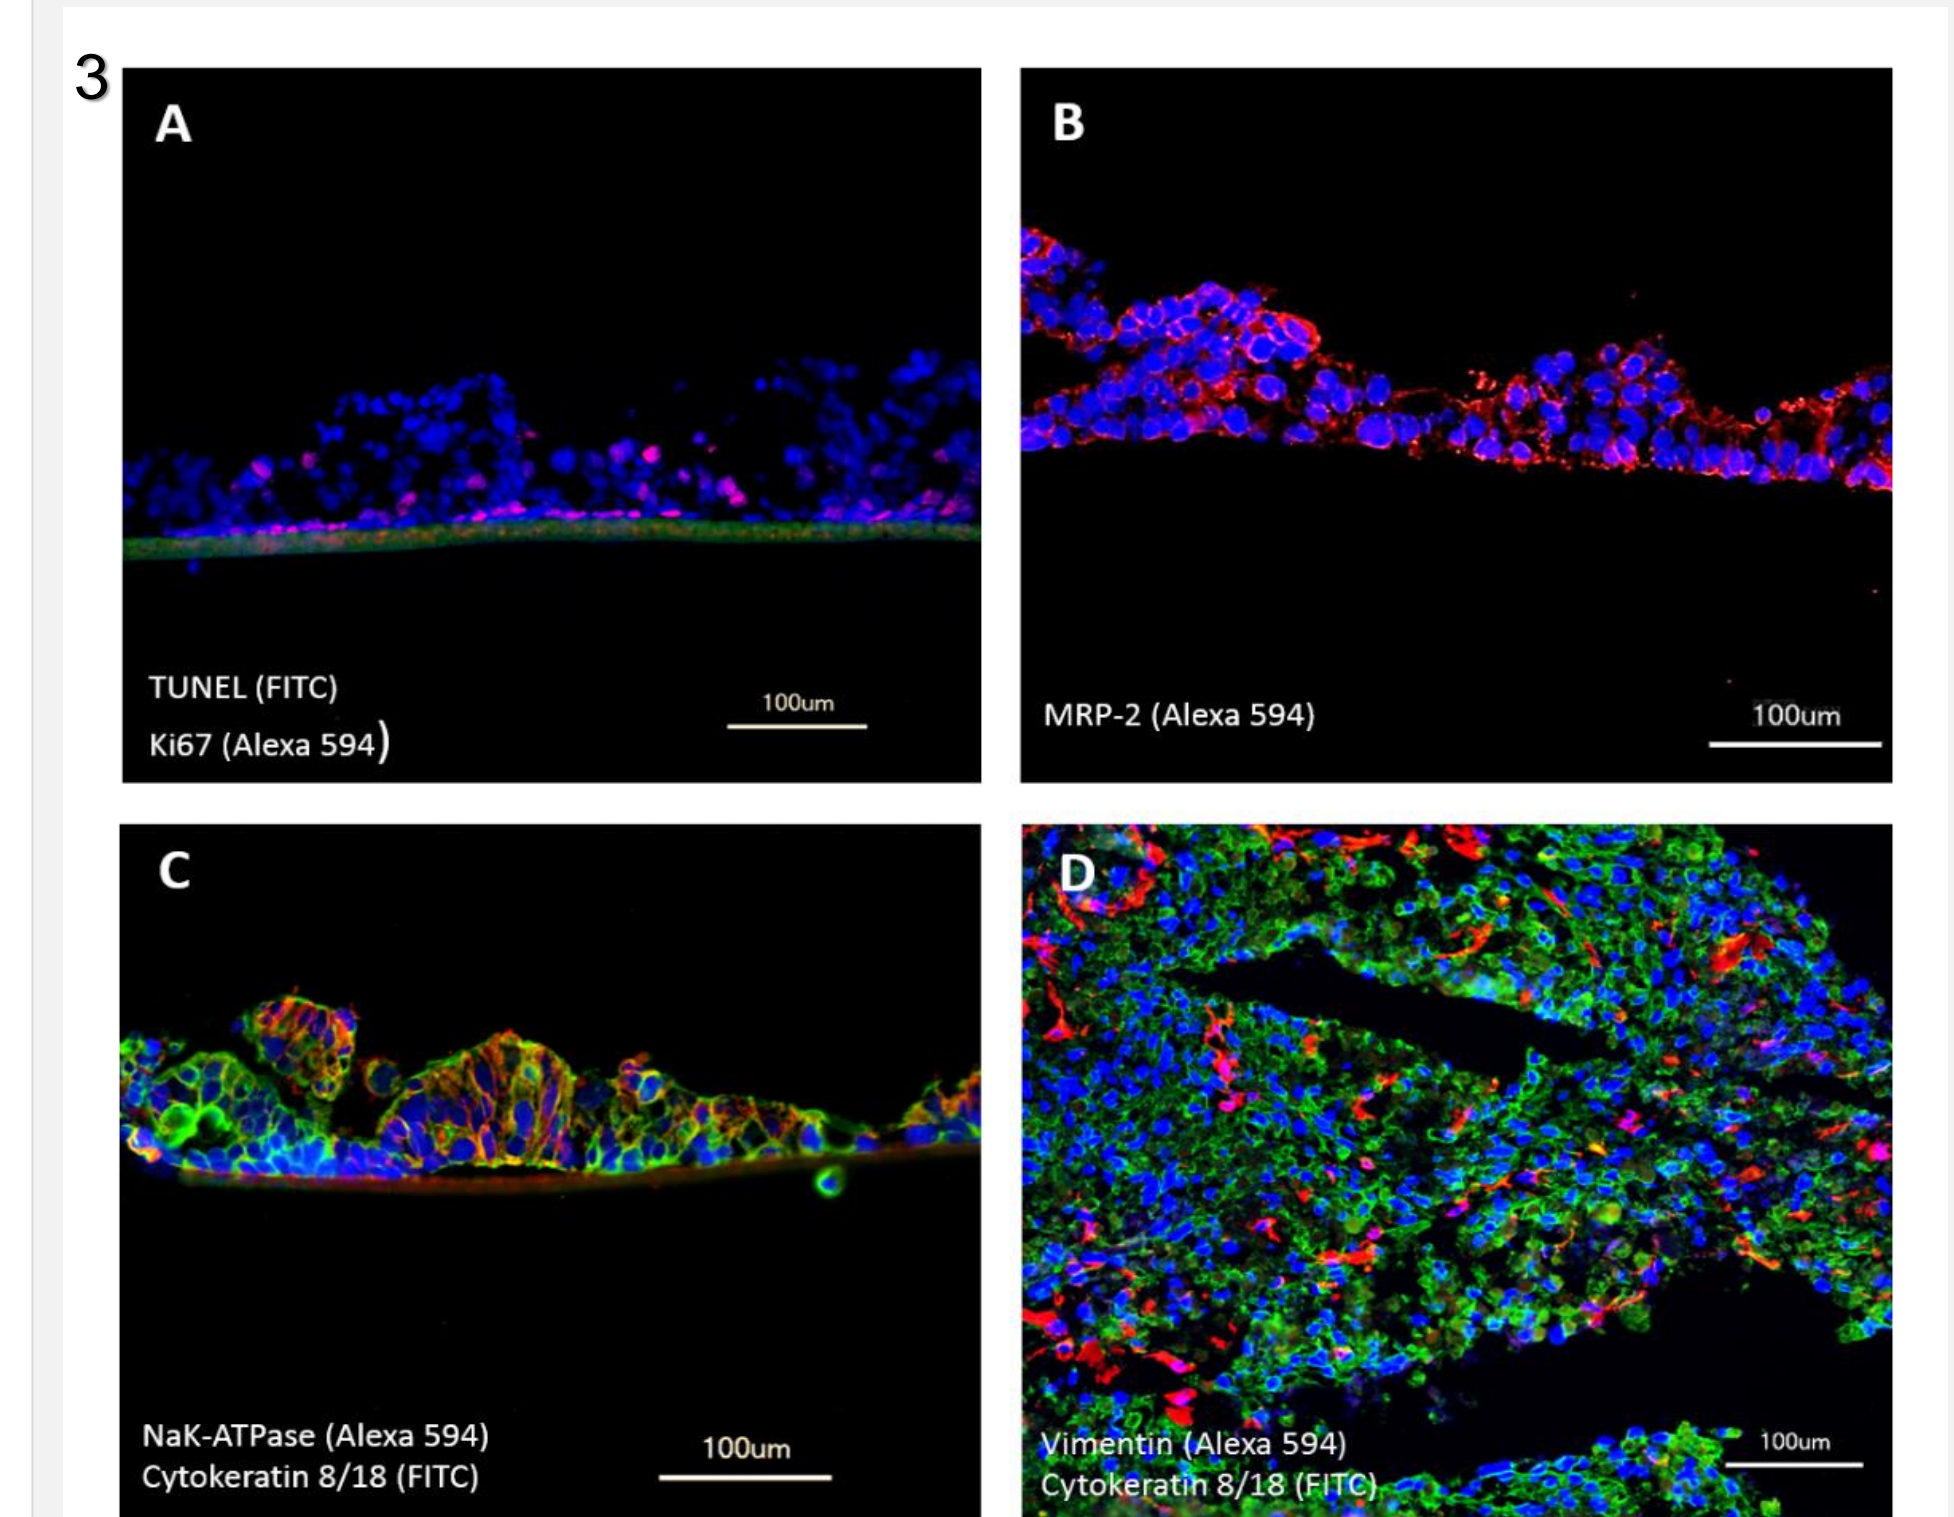 3
A
B
TUNEL (FITC)
Ki67 (Alexa 594)
100um
MRP-2 (Alexa 594)
100um
C
D
NaK-ATPase (Alexa 594)
Cytokeratin 8/18 (FITC)
100um
Vimentin (Alexa 594)
Cytokeratin 8/18 (FITC)
100um